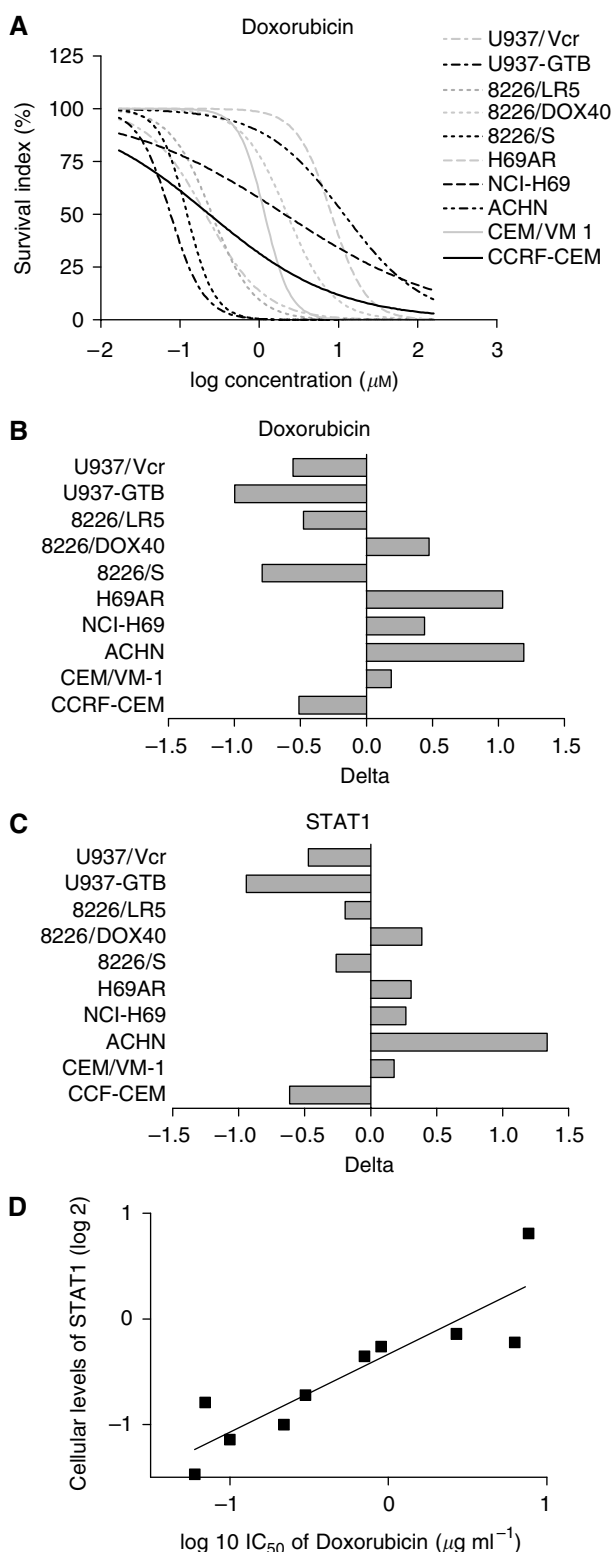 A
Doxorubicin
125
100
75
50
25
0
Survival index (%)
−2
−1
0
1
2
3
log concentration (μM)
U937/Vcr
U937-GTB
8226/LR5
8226/DOX40
8226/S
H69AR
NCI-H69
ACHN
CEM/VM 1
CCRF-CEM
B
Doxorubicin
U937/Vcr
U937-GTB
8226/LR5
8226/DOX40
8226/S
H69AR
NCI-H69
ACHN
CEM/VM-1
CCRF-CEM
−1.5 −1.0 −0.5 0.0 0.5 1.0 1.5
Delta
C
STAT1
U937/Vcr
U937-GTB
8226/LR5
8226/DOX40
8226/S
H69AR
NCI-H69
ACHN
CEM/VM-1
CCF-CEM
−1.5 −1.0 −0.5 0.0 0.5 1.0 1.5
Delta
D
Cellular levels of STAT1 (log 2)
1
0
−1
−1 0 1
log 10 IC50 of Doxorubicin (μg ml−1)